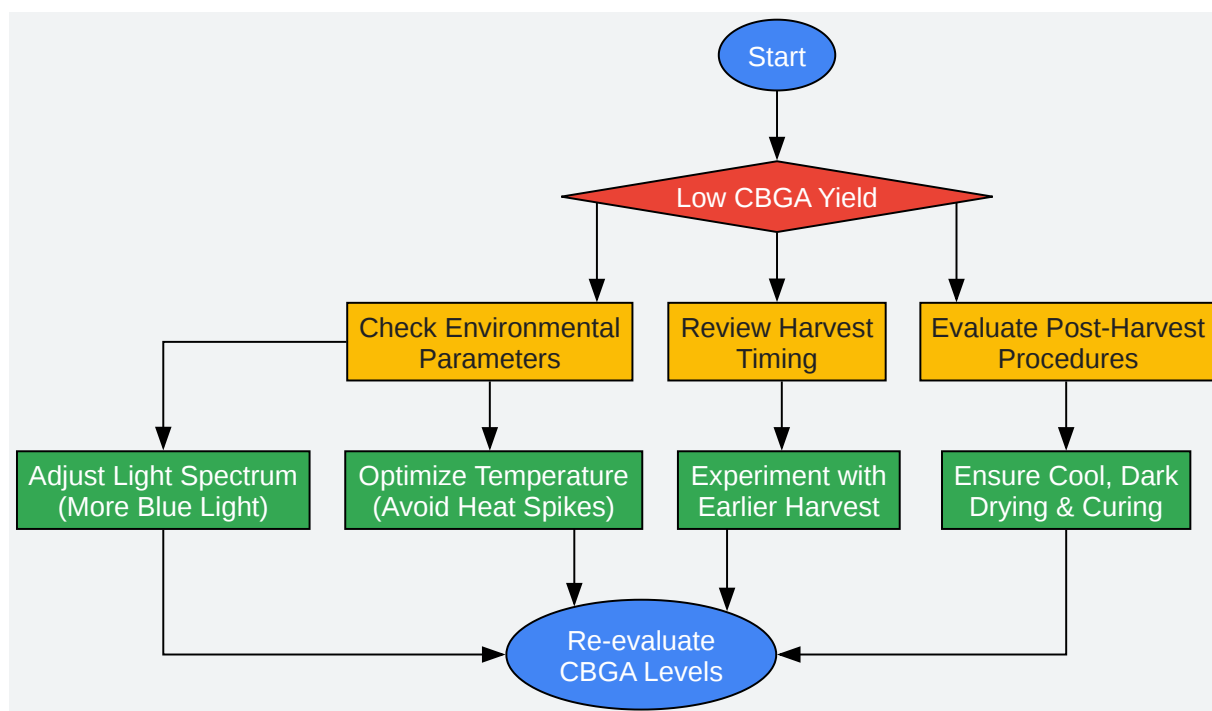 Start
Low CBGA Yield
Check Environmental
Parameters
Review Harvest
Timing
Evaluate Post-Harvest
Procedures
Adjust Light Spectrum
(More Blue Light)
Optimize Temperature
(Avoid Heat Spikes)
Experiment with
Earlier Harvest
Ensure Cool, Dark
Drying & Curing
Re-evaluate
CBGA Levels